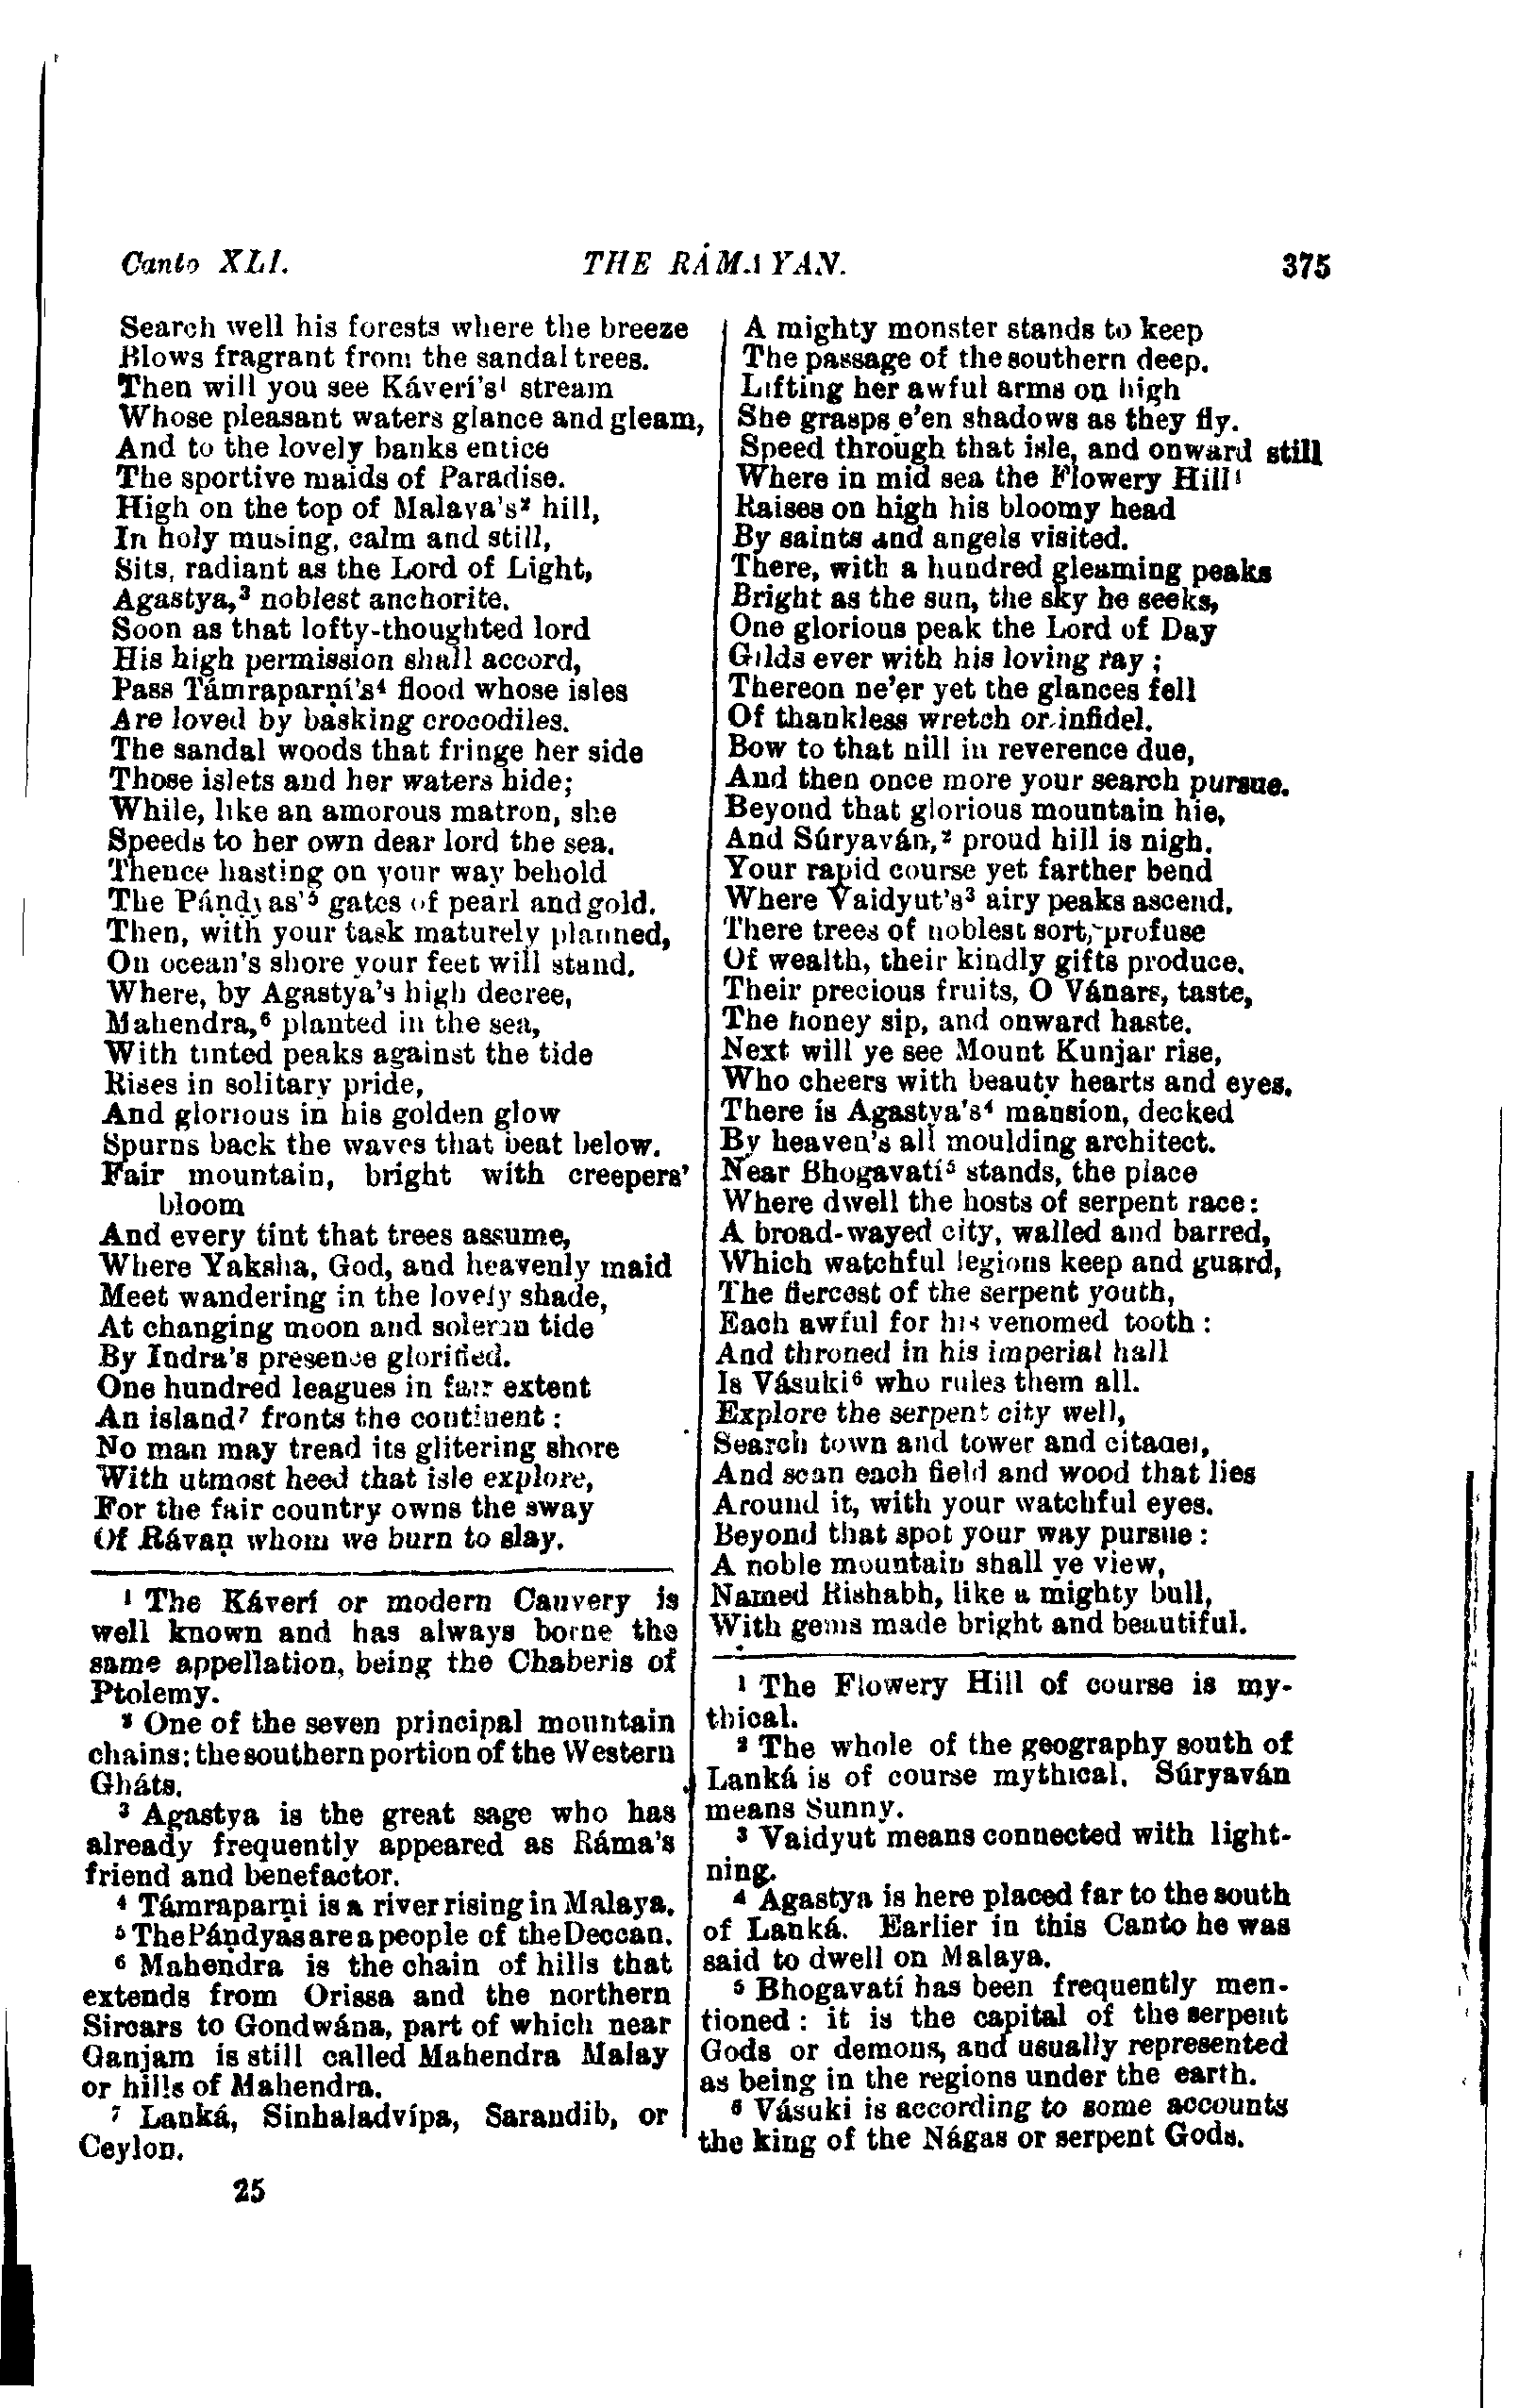 Canto XLI. THE RÁMAYAN. 375
Search well his forests where the breeze
Blows fragrant from the sandal trees.
Then will you see Káverí's¹ stream
Whose pleasant waters glance and gleam,
And to the lovely banks entice
The sportive maids of Paradise.
High on the top of Malaya's² hill,
In holy musing, calm and still,
Sits, radiant as the Lord of Light,
Agastya,³ noblest anchorite.
Soon as that lofty-thoughted lord
His high permission shall accord,
Pass Támraparṇí's⁴ flood whose isles
Are loved by basking crocodiles.
The sandal woods that fringe her side
Those islets and her waters hide;
While, like an amorous matron, she
Speeds to her own dear lord the sea.
Thence hasting on your way behold
The Páṇḍyas'⁵ gates of pearl and gold.
Then, with your task maturely planned,
On ocean's shore your feet will stand.
Where, by Agastya's high decree,
Mahendra,⁶ planted in the sea,
With tinted peaks against the tide
Rises in solitary pride,
And glorious in his golden glow
Spurns back the waves that beat below.
Fair mountain, bright with creepers'
bloom
And every tint that trees assume,
Where Yaksha, God, and heavenly maid
Meet wandering in the lovely shade,
At changing moon and solemn tide
By Indra's presence glorified.
One hundred leagues in fair extent
An island⁷ fronts the continent :
No man may tread its glitering shore
With utmost heed that isle explore,
For the fair country owns the sway
Of Rávaṇ whom we burn to slay.
¹ The Káverí or modern Cauvery is
well known and has always borne the
same appellation, being the Chaberis of
Ptolemy.
² One of the seven principal mountain
chains: the southern portion of the Western
Gháts.
³ Agastya is the great sage who has
already frequently appeared as Ráma's
friend and benefactor.
⁴ Támraparṇi is a river rising in Malaya.
⁵ The Páṇdyas are a people of the Deccan.
⁶ Mahendra is the chain of hills that
extends from Orissa and the northern
Sircars to Gondwána, part of which near
Ganjam is still called Mahendra Malay
or hills of Mahendra.
⁷ Lanká, Sinhaladvípa, Sarandib, or
Ceylon.
25
A mighty monster stands to keep
The passage of the southern deep.
Lifting her awful arms on high
She grasps e'en shadows as they fly.
Speed through that isle, and onward still
Where in mid sea the Flowery Hill¹
Raises on high his bloomy head
By saints and angels visited.
There, with a hundred gleaming peaks
Bright as the sun, the sky he seeks,
One glorious peak the Lord of Day
Gilds ever with his loving ray ;
Thereon ne'er yet the glances fell
Of thankless wretch or infidel.
Bow to that hill in reverence due,
And then once more your search pursue.
Beyond that glorious mountain hie,
And Súryaván,² proud hill is nigh.
Your rapid course yet farther bend
Where Vaidyut's³ airy peaks ascend.
There trees of noblest sort, profuse
Of wealth, their kindly gifts produce.
Their precious fruits, O Vánars, taste,
The honey sip, and onward haste.
Next will ye see Mount Kunjar rise,
Who cheers with beauty hearts and eyes.
There is Agastya's⁴ mansion, decked
By heaven's all moulding architect.
Near Bhogavatí⁵ stands, the place
Where dwell the hosts of serpent race:
A broad-wayed city, walled and barred,
Which watchful legions keep and guard,
The fiercest of the serpent youth,
Each awful for his venomed tooth :
And throned in his imperial hall
Is Vásuki⁶ who rules them all.
Explore the serpent city well,
Search town and tower and citadel,
And scan each field and wood that lies
Around it, with your watchful eyes.
Beyond that spot your way pursue :
A noble mountain shall ye view,
Named Rishabh, like a mighty bull,
With gems made bright and beautiful.
¹ The Flowery Hill of course is my-
thical.
² The whole of the geography south of
Lanká is of course mythical. Súryaván
means Sunny.
³ Vaidyut means connected with light-
ning.
⁴ Agastya is here placed far to the south
of Lanká. Earlier in this Canto he was
said to dwell on Malaya.
⁵ Bhogavatí has been frequently men-
tioned : it is the capital of the serpent
Gods or demons, and usually represented
as being in the regions under the earth.
⁶ Vásuki is according to some accounts
the king of the Nágas or serpent Gods.